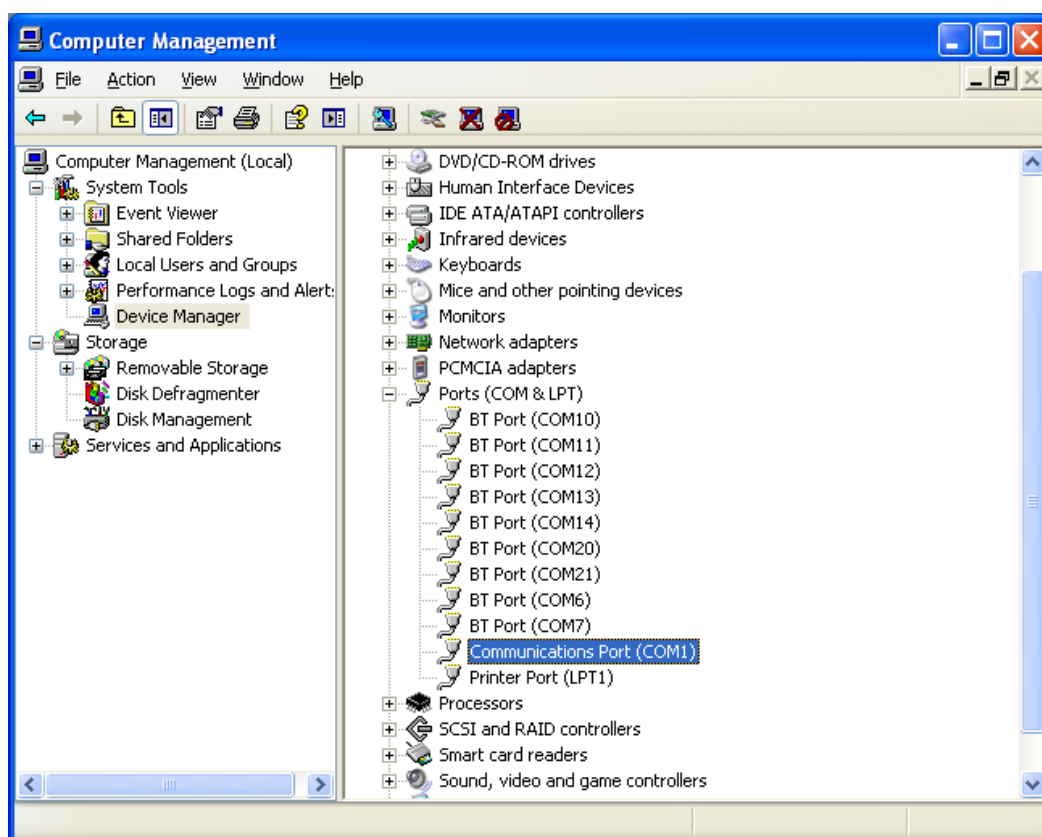 Computer Management
File Action View Window Help
Computer Management (Local)
System Tools
Event Viewer
Shared Folders
Local Users and Groups
Performance Logs and Alert:
Device Manager
Storage
Removable Storage
Disk Defragmenter
Disk Management
Services and Applications
DVD/CD-ROM drives
Human Interface Devices
IDE ATA/ATAPI controllers
Infrared devices
Keyboards
Mice and other pointing devices
Monitors
Network adapters
PCMCIA adapters
Ports (COM & LPT)
BT Port (COM10)
BT Port (COM11)
BT Port (COM12)
BT Port (COM13)
BT Port (COM14)
BT Port (COM20)
BT Port (COM21)
BT Port (COM6)
BT Port (COM7)
Communications Port (COM1)
Printer Port (LPT1)
Processors
SCSI and RAID controllers
Smart card readers
Sound, video and game controllers